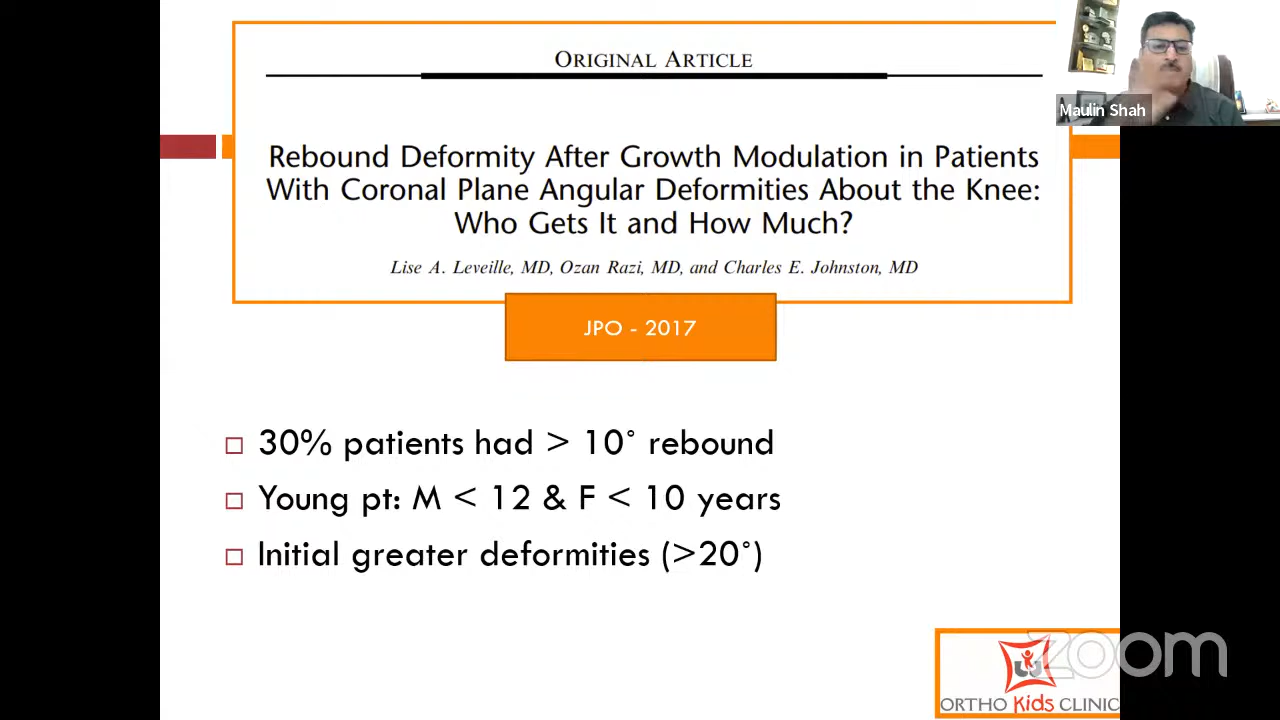 ORIGINAL ARTICLE
Maulin Shah
Rebound Deformity After Growth Modulation in Patients
With Coronal Plane Angular Deformities About the Knee:
Who Gets It and How Much?
Lise A. Leveille, MD, Ozan Razi, MD, and Charles E. Johnston, MD
JPO - 2017
30% patients had > 10° rebound
Young pt: M < 12 & F < 10 years
Initial greater deformities (>20°)
zoom
ORTHO Kids CLINIC